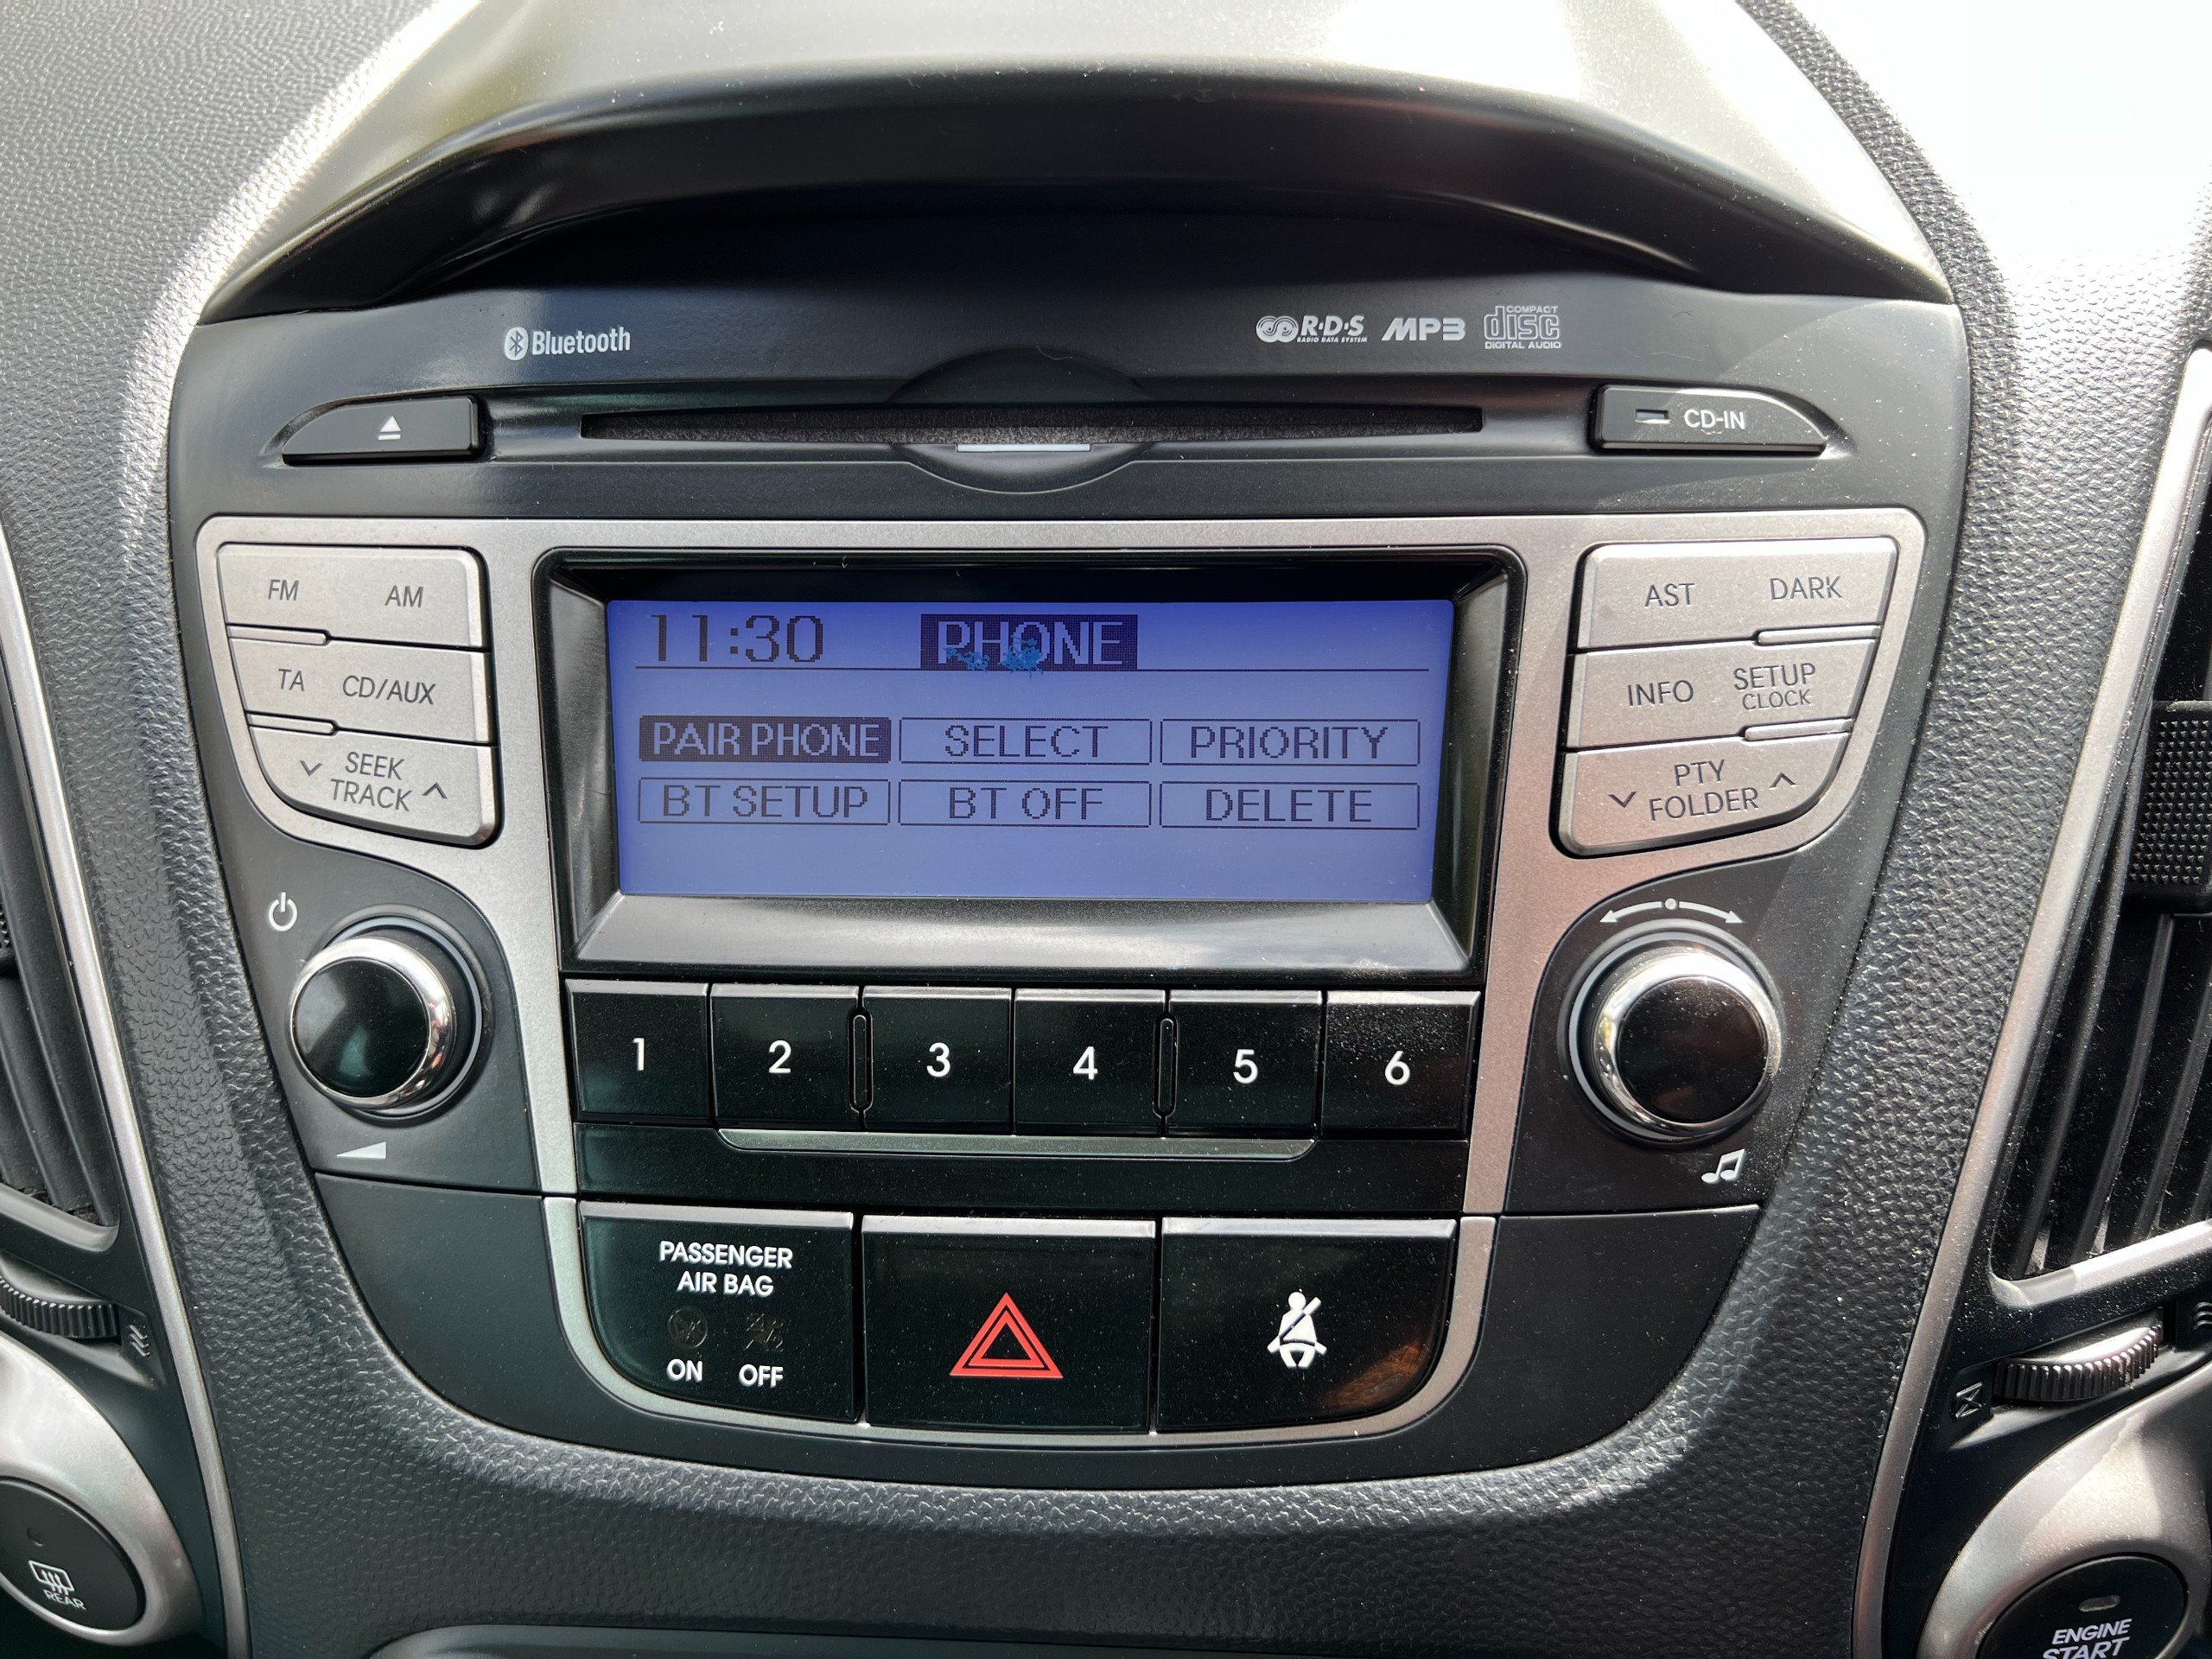 Bluetooth
R·D·S
RADIO DATA SYSTEM
MP3
COMPACT
disc
DIGITAL AUDIO
CD-IN
FM AM
TA CD/AUX
SEEK
TRACK
11:30 PHONE
PAIR PHONE SELECT PRIORITY
BT SETUP BT OFF DELETE
AST DARK
INFO SETUP
CLOCK
PTY
FOLDER
1 2 3 4 5 6
PASSENGER
AIR BAG
ON OFF
REAR
ENGINE
START